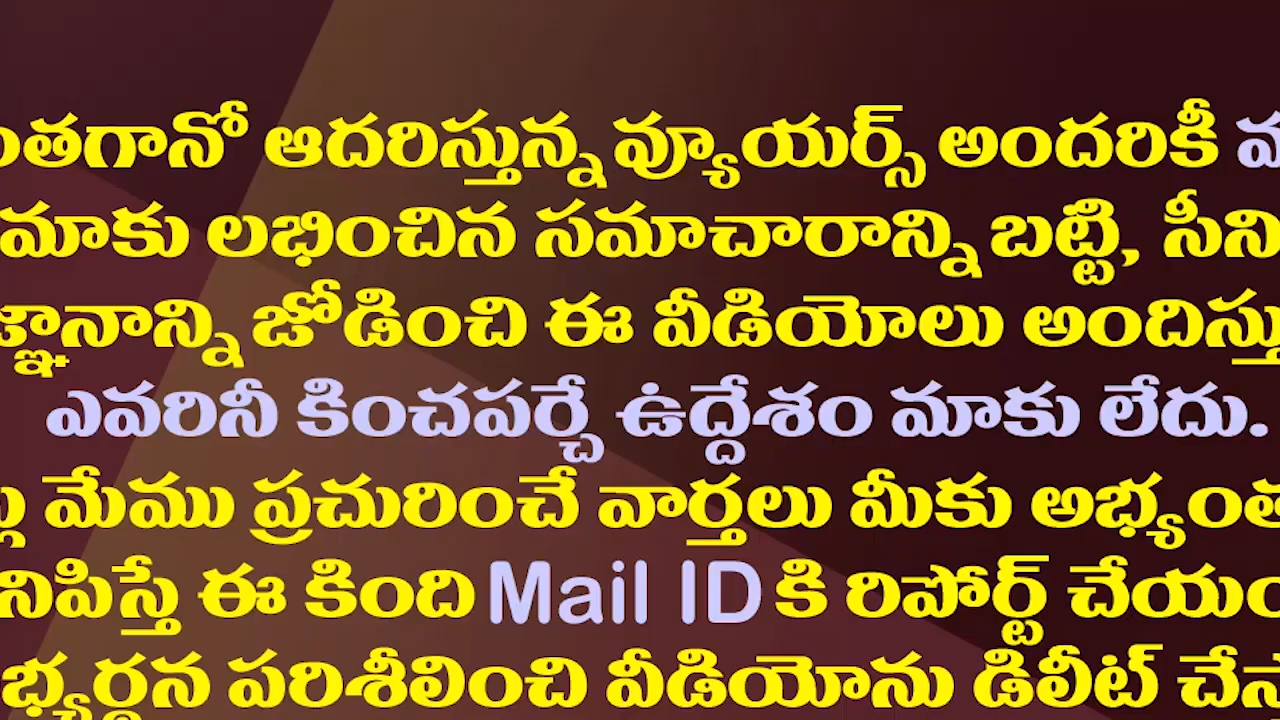 ఆదరిస్తున్న వ్యూయర్స్ అందరికీ
మాకు లభించిన సమాచారాన్ని బట్టి,
జోడించి ఈ వీడియోలు
ఎవరినీ కించపర్చే ఉద్దేశం మాకు లేదు.
మేము ప్రచురించే వార్తలు మీకు
ఈ కింది Mail ID కి రిపోర్ట్
పరిశీలించి వీడియోను డిలీట్